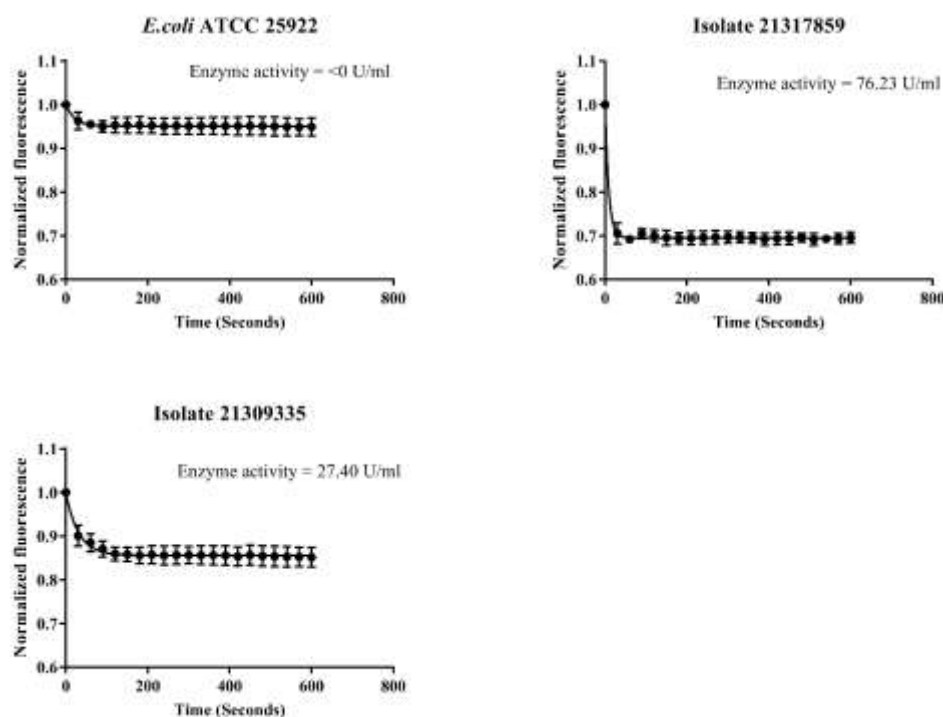 E.coli ATCC 25922
Enzyme activity = <0 U/ml
Normalized fluorescence
1.1
1.0
0.9
0.8
0.7
0.6
0 200 400 600 800
Time (Seconds)
Isolate 21317859
Enzyme activity = 76.23 U/ml
Normalized fluorescence
1.1
1.0
0.9
0.8
0.7
0.6
0 200 400 600 800
Time (Seconds)
Isolate 21309335
Enzyme activity = 27.40 U/ml
Normalized fluorescence
1.1
1.0
0.9
0.8
0.7
0.6
0 200 400 600 800
Time (Seconds)